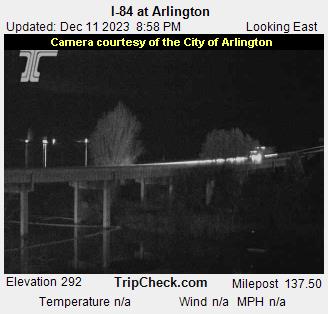 I-84 at Arlington
Updated: Dec 11 2023 8:58 PM Looking East
Camera courtesy of the City of Arlington
Elevation 292 TripCheck.com Milepost 137.50
Temperature n/a Wind n/a MPH n/a